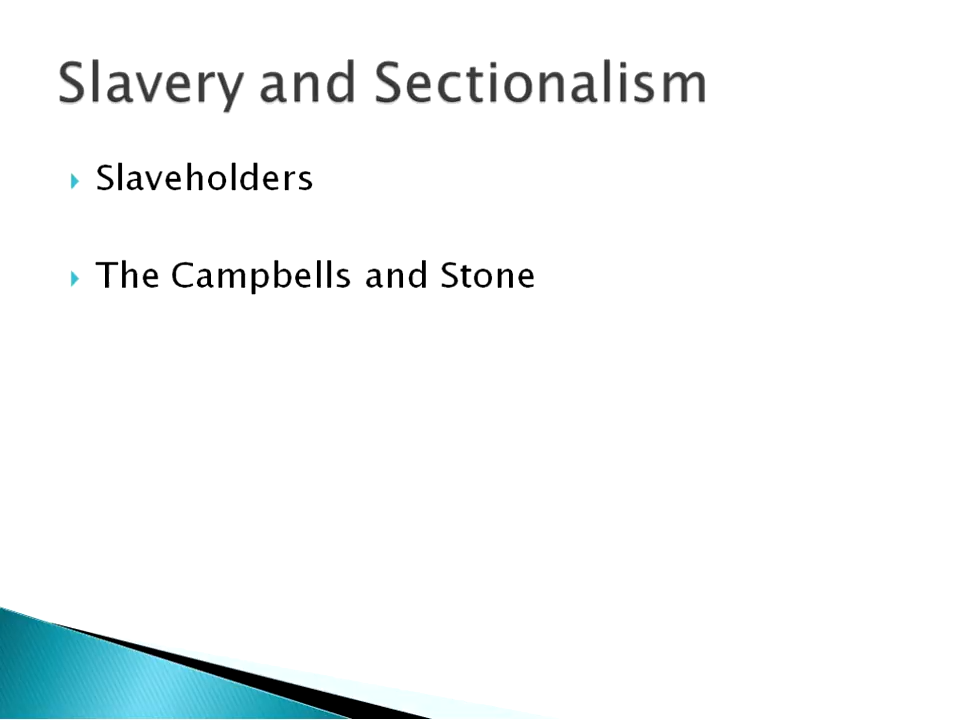 Slavery and Sectionalism
Slaveholders
The Campbells and Stone